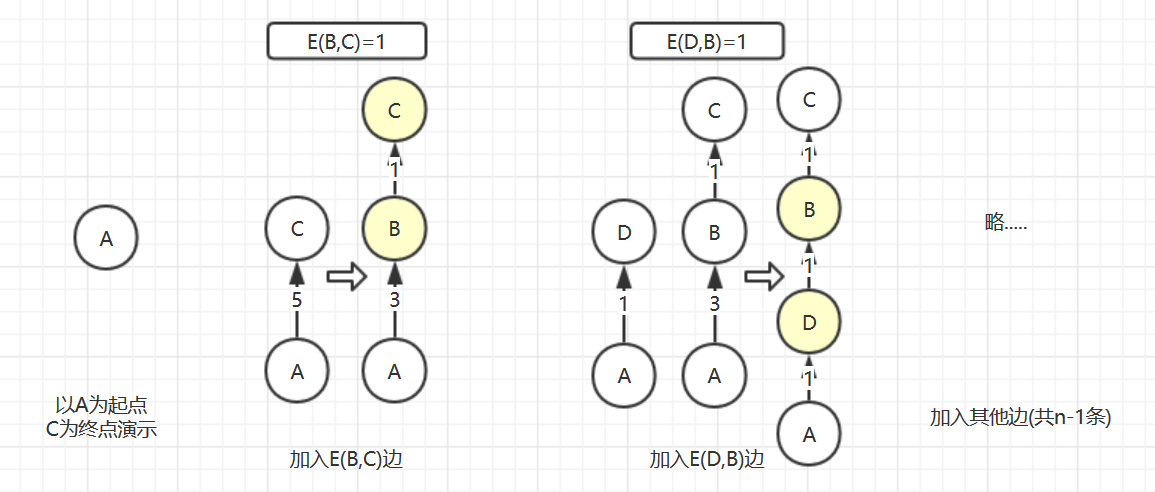 E(B,C)=1
E(D,B)=1
C
C
C
1
1
1
A
C
B
D
B
B
略.....
5
3
1
3
1
D
A
A
A
A
1
以A为起点
C为终点演示
加入其他边(共n-1条)
A
加入E(B,C)边
加入E(D,B)边